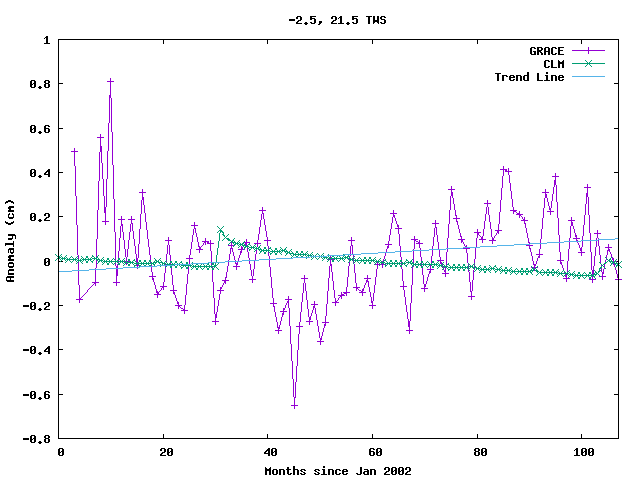 -2.5, 21.5 TWS
GRACE
CLM
Trend Line
1
0.8
0.6
0.4
0.2
0
-0.2
-0.4
-0.6
-0.8
Anomaly (cm)
0 20 40 60 80 100
Months since Jan 2002